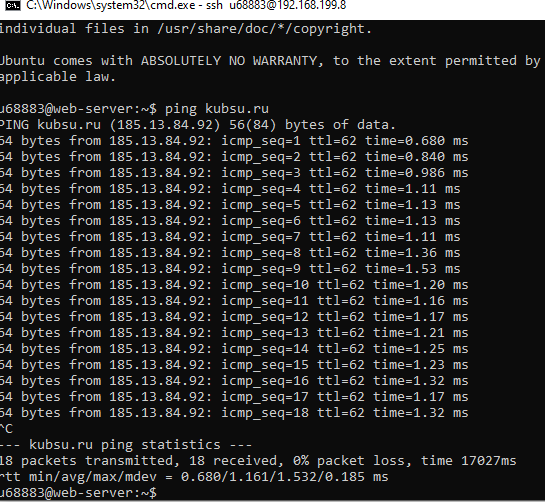 C:\Windows\system32\cmd.exe - ssh u68883@192.168.199.8
individual files in /usr/share/doc/*/copyright.
Ubuntu comes with ABSOLUTELY NO WARRANTY, to the extent permitted by
applicable law.
u68883@web-server:~$ ping kubsu.ru
PING kubsu.ru (185.13.84.92) 56(84) bytes of data.
64 bytes from 185.13.84.92: icmp_seq=1 ttl=62 time=0.680 ms
64 bytes from 185.13.84.92: icmp_seq=2 ttl=62 time=0.840 ms
64 bytes from 185.13.84.92: icmp_seq=3 ttl=62 time=0.986 ms
64 bytes from 185.13.84.92: icmp_seq=4 ttl=62 time=1.11 ms
64 bytes from 185.13.84.92: icmp_seq=5 ttl=62 time=1.13 ms
64 bytes from 185.13.84.92: icmp_seq=6 ttl=62 time=1.13 ms
64 bytes from 185.13.84.92: icmp_seq=7 ttl=62 time=1.11 ms
64 bytes from 185.13.84.92: icmp_seq=8 ttl=62 time=1.36 ms
64 bytes from 185.13.84.92: icmp_seq=9 ttl=62 time=1.53 ms
64 bytes from 185.13.84.92: icmp_seq=10 ttl=62 time=1.20 ms
64 bytes from 185.13.84.92: icmp_seq=11 ttl=62 time=1.16 ms
64 bytes from 185.13.84.92: icmp_seq=12 ttl=62 time=1.17 ms
64 bytes from 185.13.84.92: icmp_seq=13 ttl=62 time=1.21 ms
64 bytes from 185.13.84.92: icmp_seq=14 ttl=62 time=1.25 ms
64 bytes from 185.13.84.92: icmp_seq=15 ttl=62 time=1.23 ms
64 bytes from 185.13.84.92: icmp_seq=16 ttl=62 time=1.32 ms
64 bytes from 185.13.84.92: icmp_seq=17 ttl=62 time=1.17 ms
64 bytes from 185.13.84.92: icmp_seq=18 ttl=62 time=1.32 ms
^C
--- kubsu.ru ping statistics ---
18 packets transmitted, 18 received, 0% packet loss, time 17027ms
rtt min/avg/max/mdev = 0.680/1.161/1.532/0.185 ms
u68883@web-server:~$